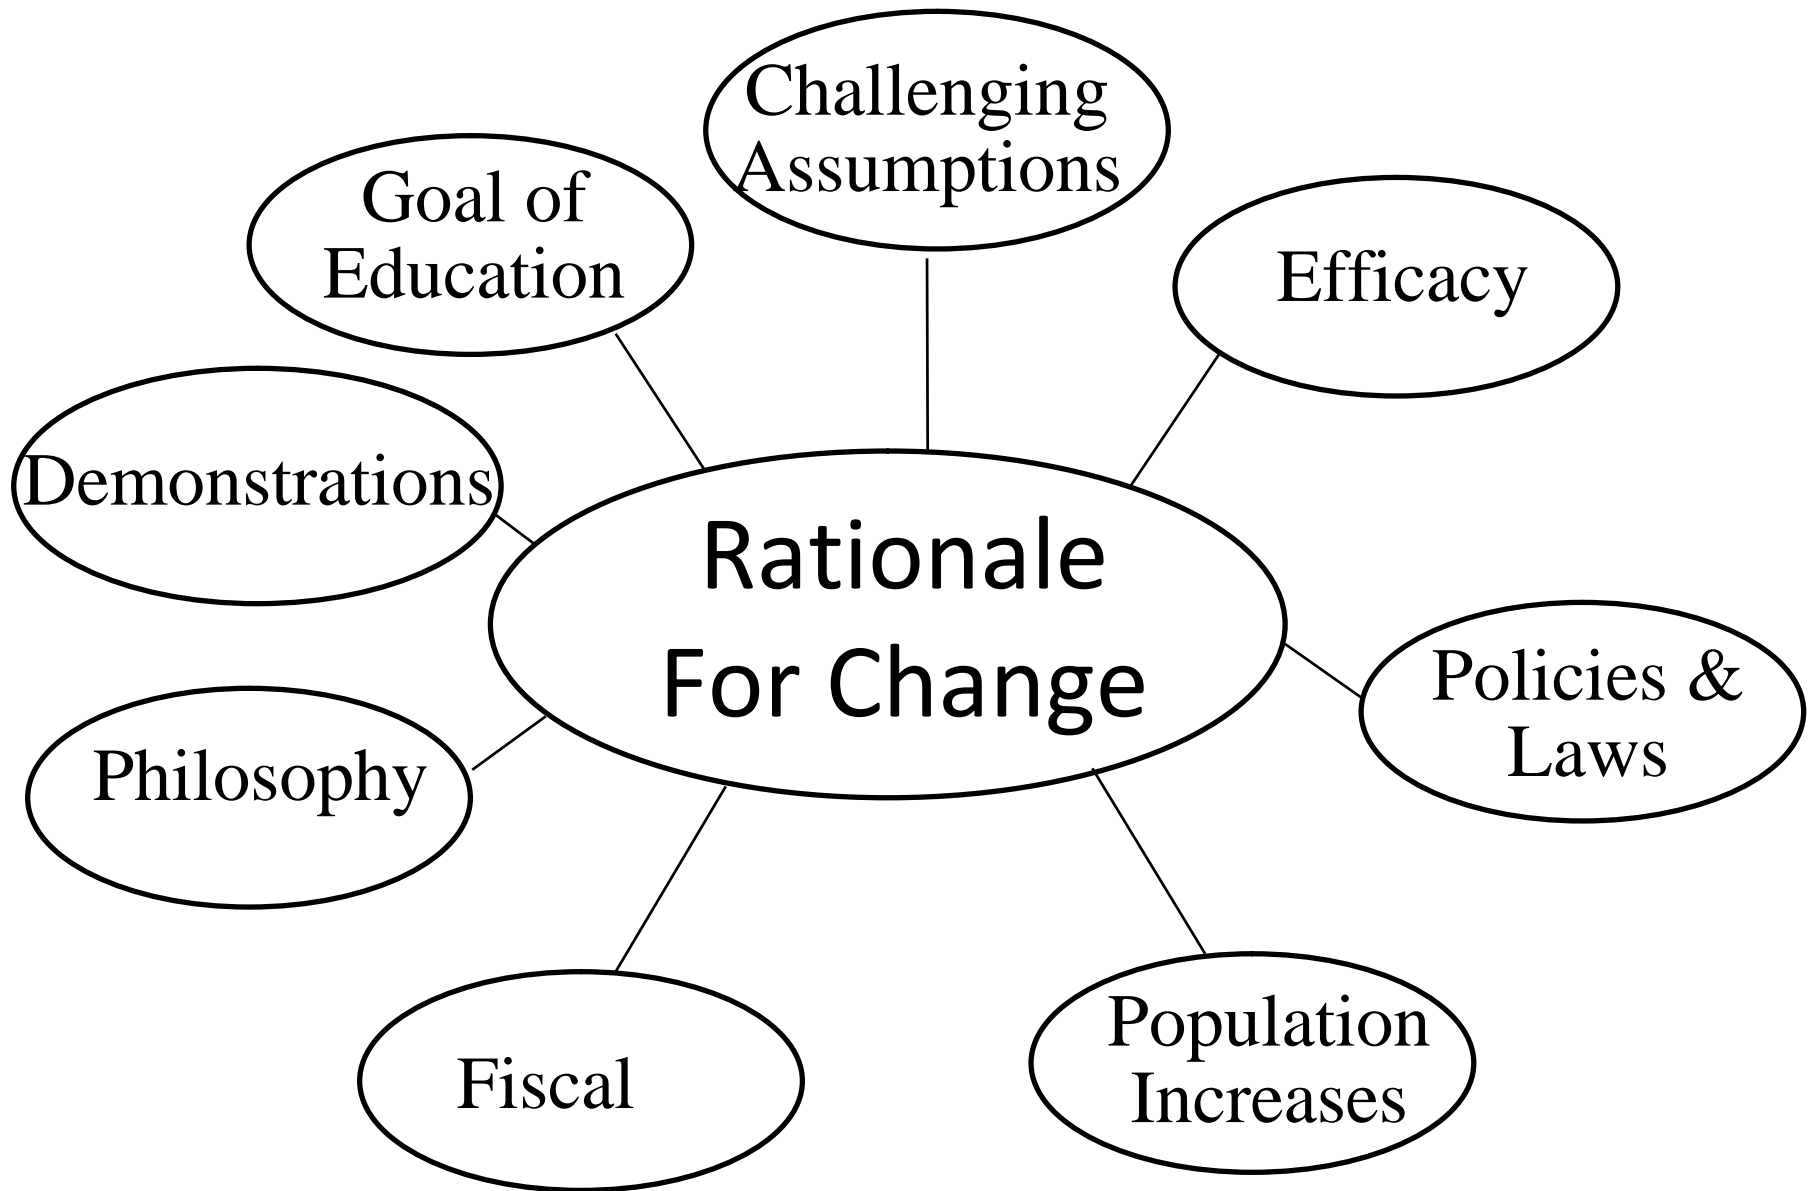 Challenging
Assumptions
Goal of
Education
Efficacy
Demonstrations
Rationale
For Change
Policies &
Laws
Philosophy
Population
Increases
Fiscal